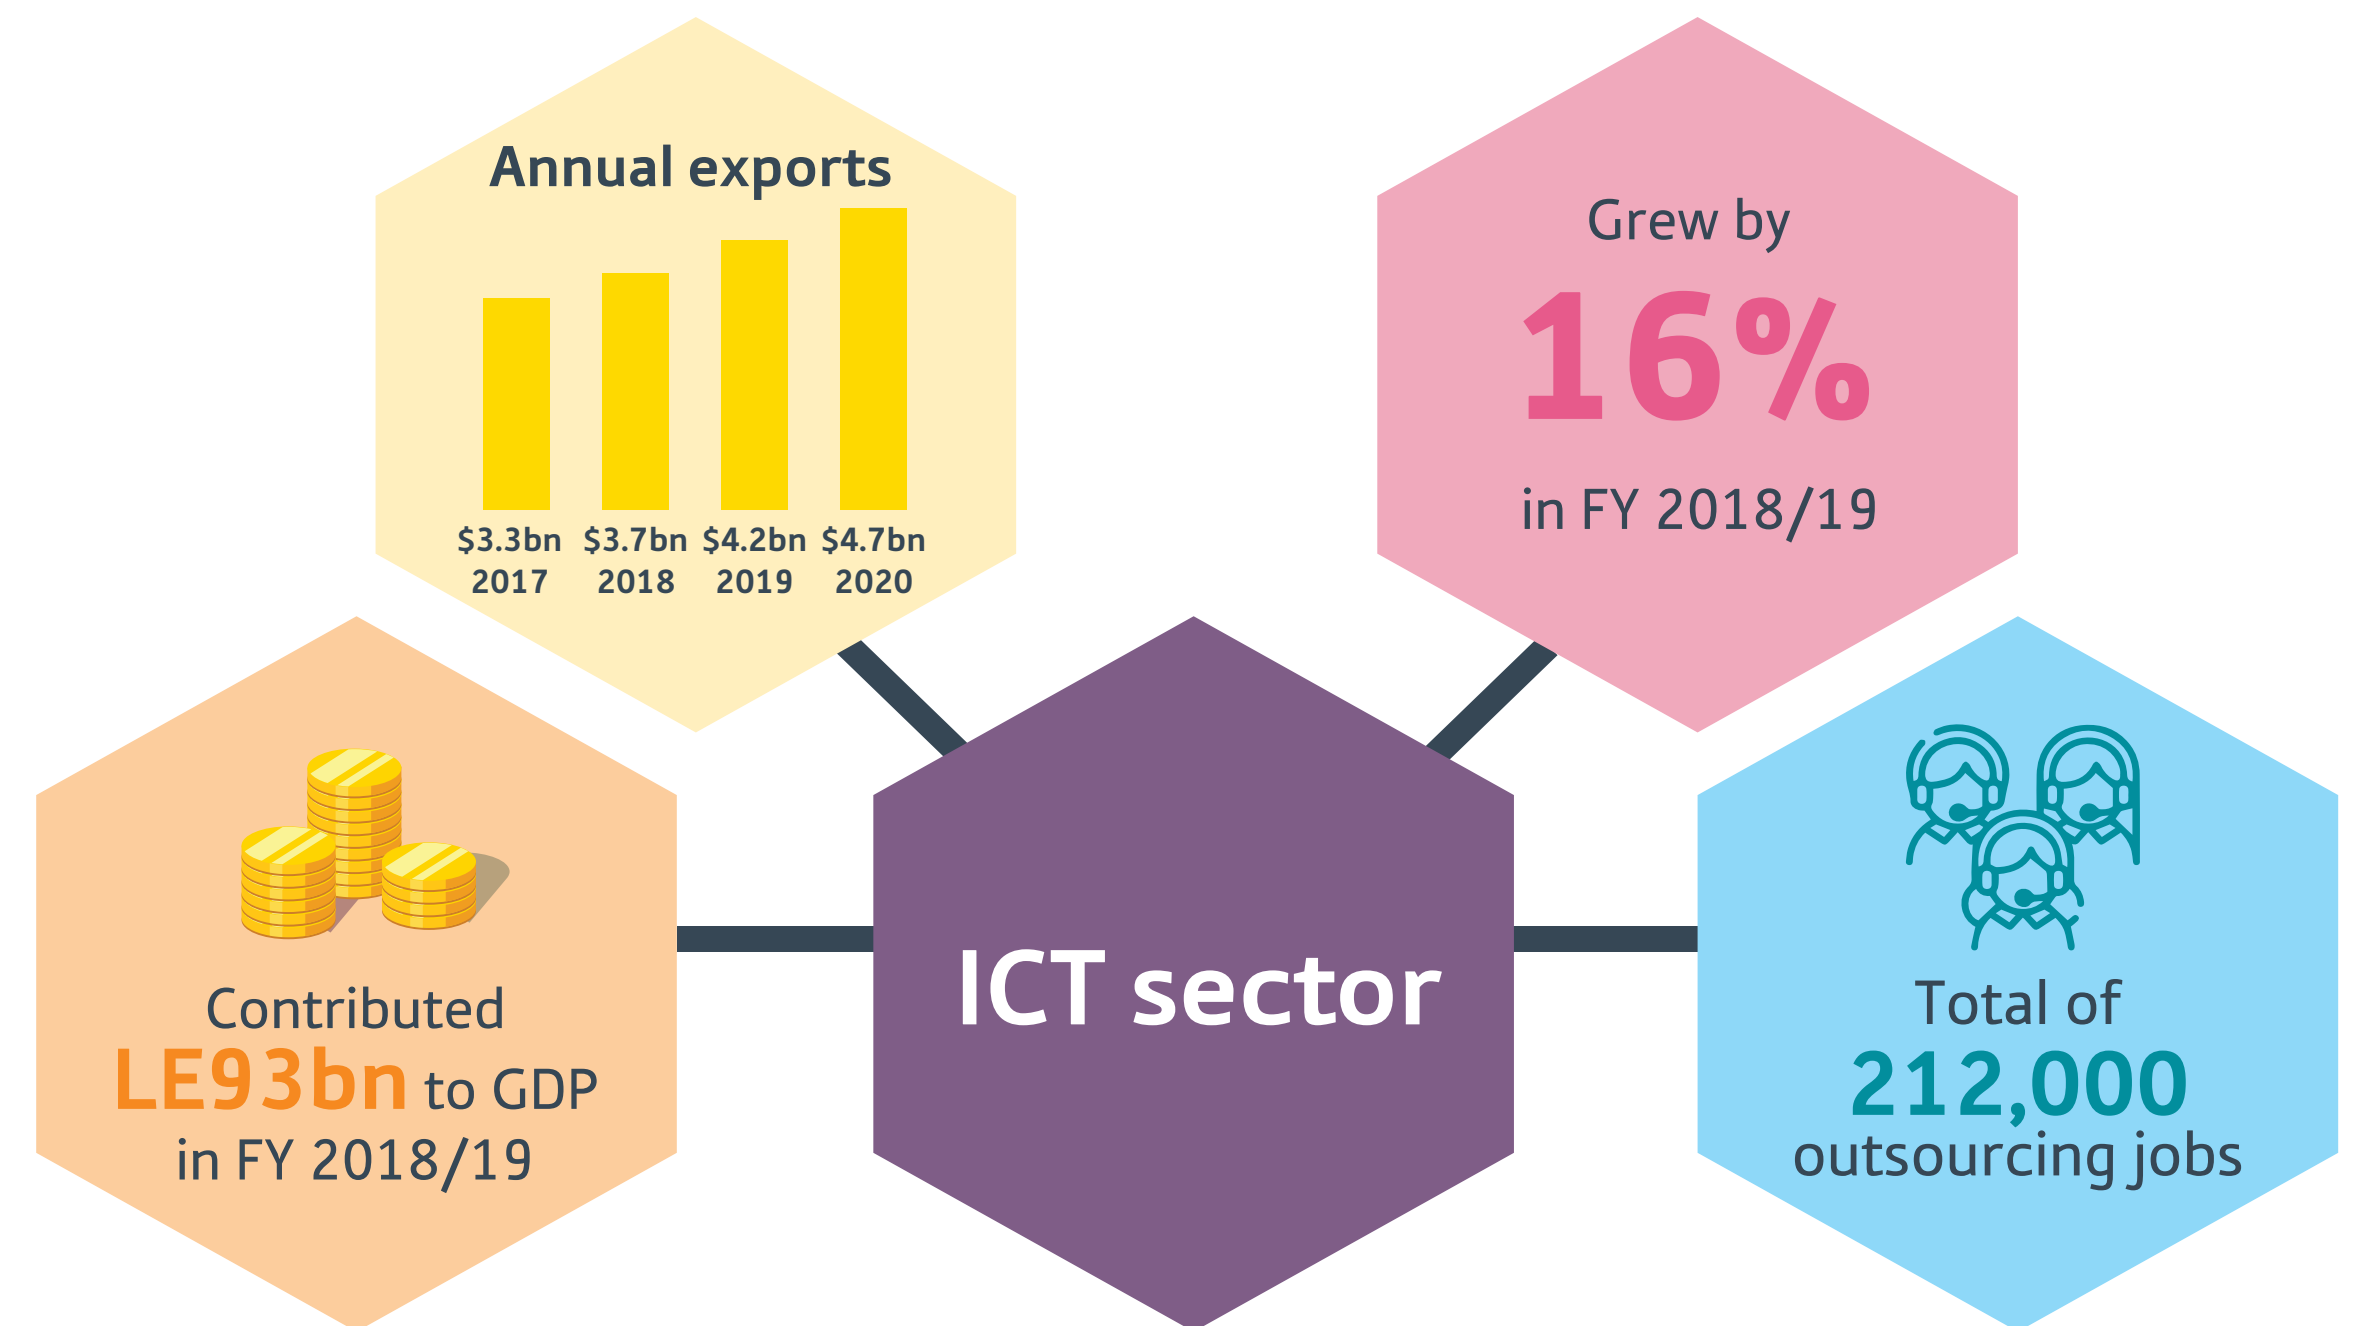 Annual exports
$3.3bn $3.7bn $4.2bn $4.7bn
2017 2018 2019 2020
Grew by
16%
in FY 2018/19
Contributed
LE93bn to GDP
in FY 2018/19
ICT sector
Total of
212,000
outsourcing jobs